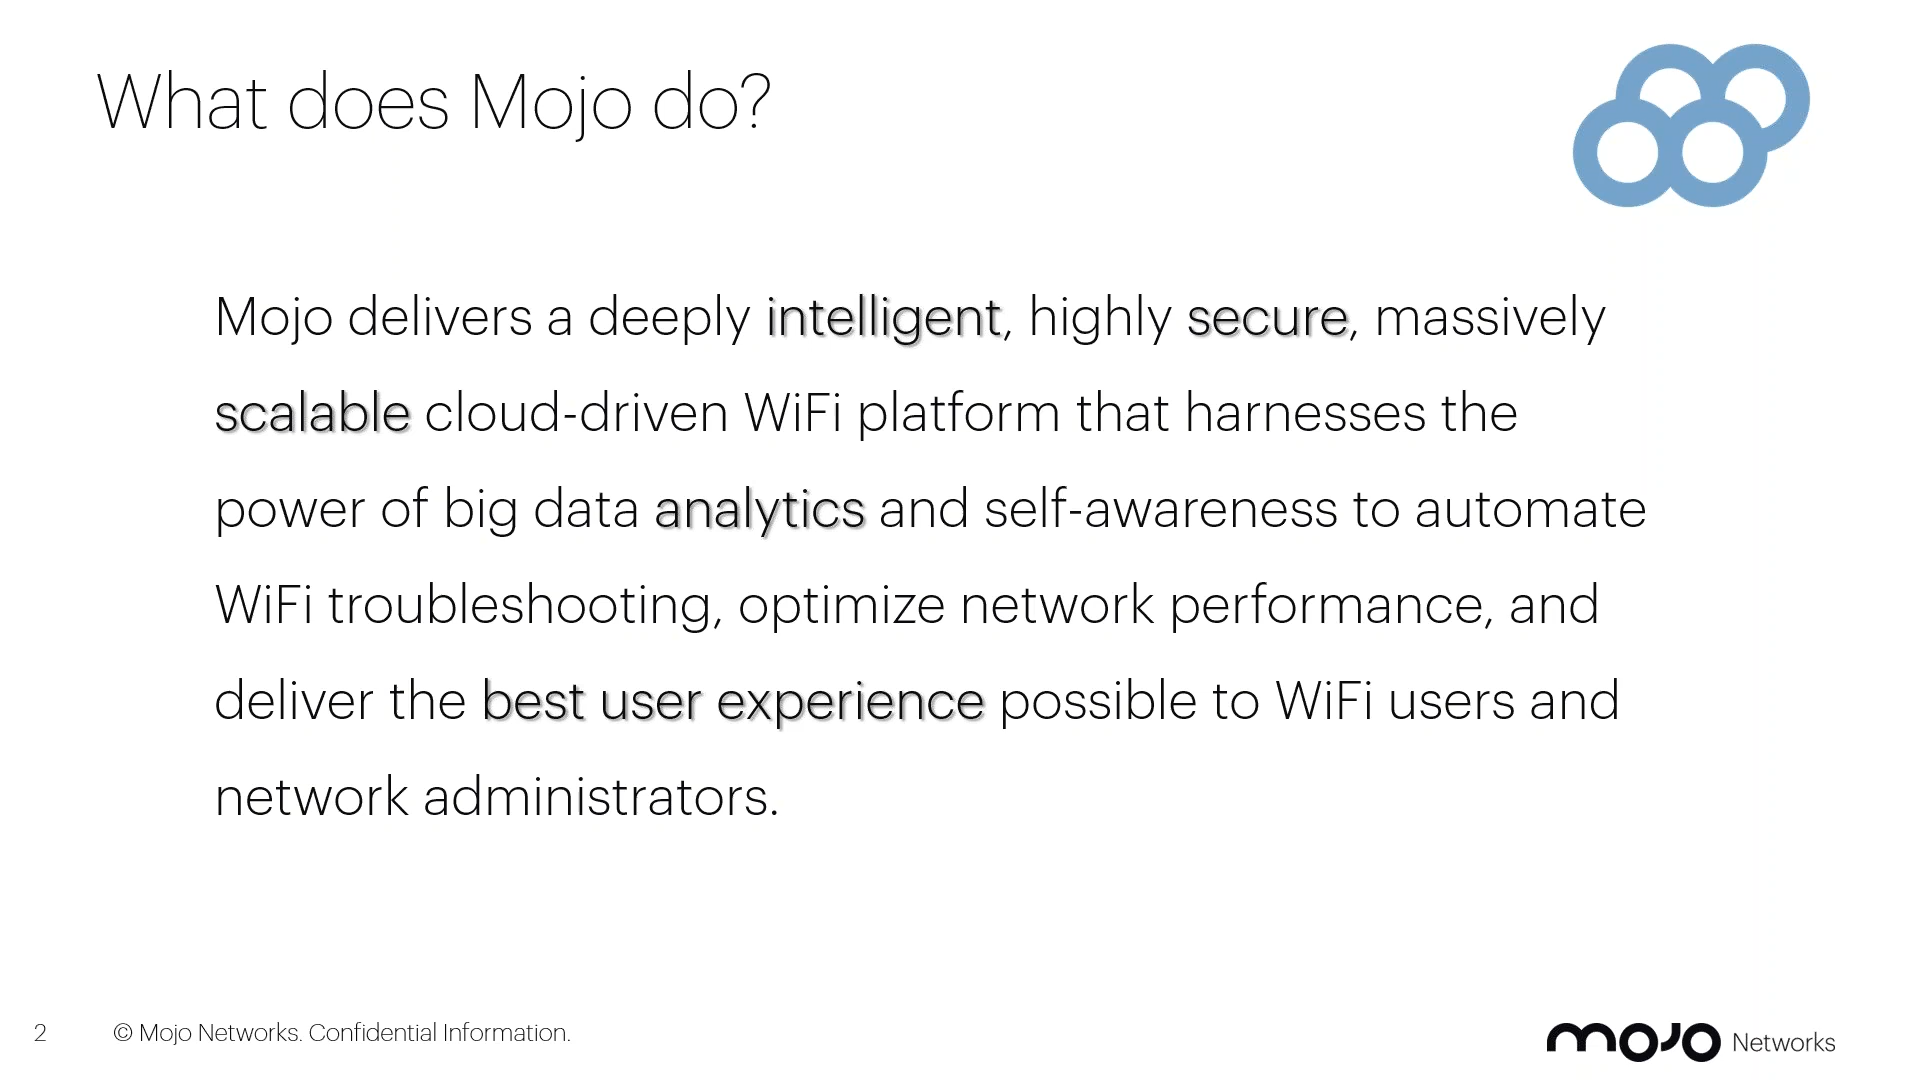 What does Mojo do?
Mojo delivers a deeply intelligent, highly secure, massively
scalable cloud-driven WiFi platform that harnesses the
power of big data analytics and self-awareness to automate
WiFi troubleshooting, optimize network performance, and
deliver the best user experience possible to WiFi users and
network administrators.
2 © Mojo Networks. Confidential Information.
mojo Networks